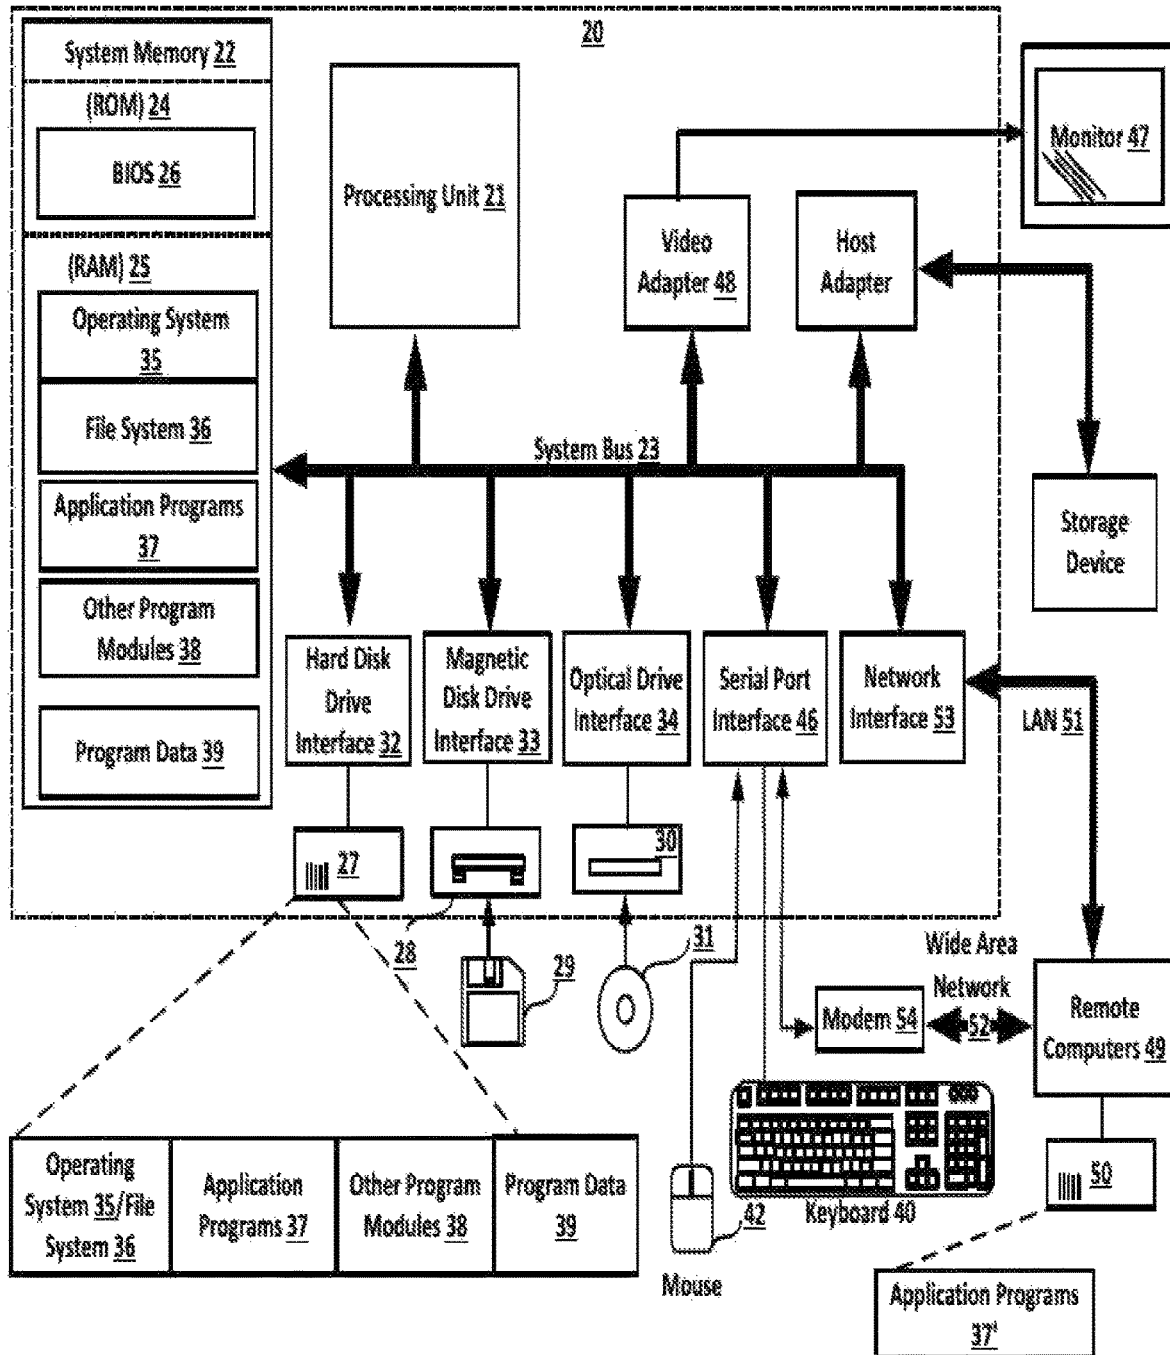 20
System Memory 22
(ROM) 24
BIOS 26
(RAM) 25
Operating System
35
File System 36
Application Programs
37
Other Program
Modules 38
Program Data 39
Processing Unit 21
Video
Adapter 48
Host
Adapter
Monitor 47
System Bus 23
Storage
Device
Hard Disk
Drive
Interface 32
Magnetic
Disk Drive
Interface 33
Optical Drive
Interface 34
Serial Port
Interface 46
Network
Interface 53
LAN 51
27
30
28
29
31
Wide Area
Network
52
Modem 54
Remote
Computers 49
Operating
System 35/File
System 36
Application
Programs 37
Other Program
Modules 38
Program Data
39
42
Mouse
Keyboard 40
50
Application Programs
37'